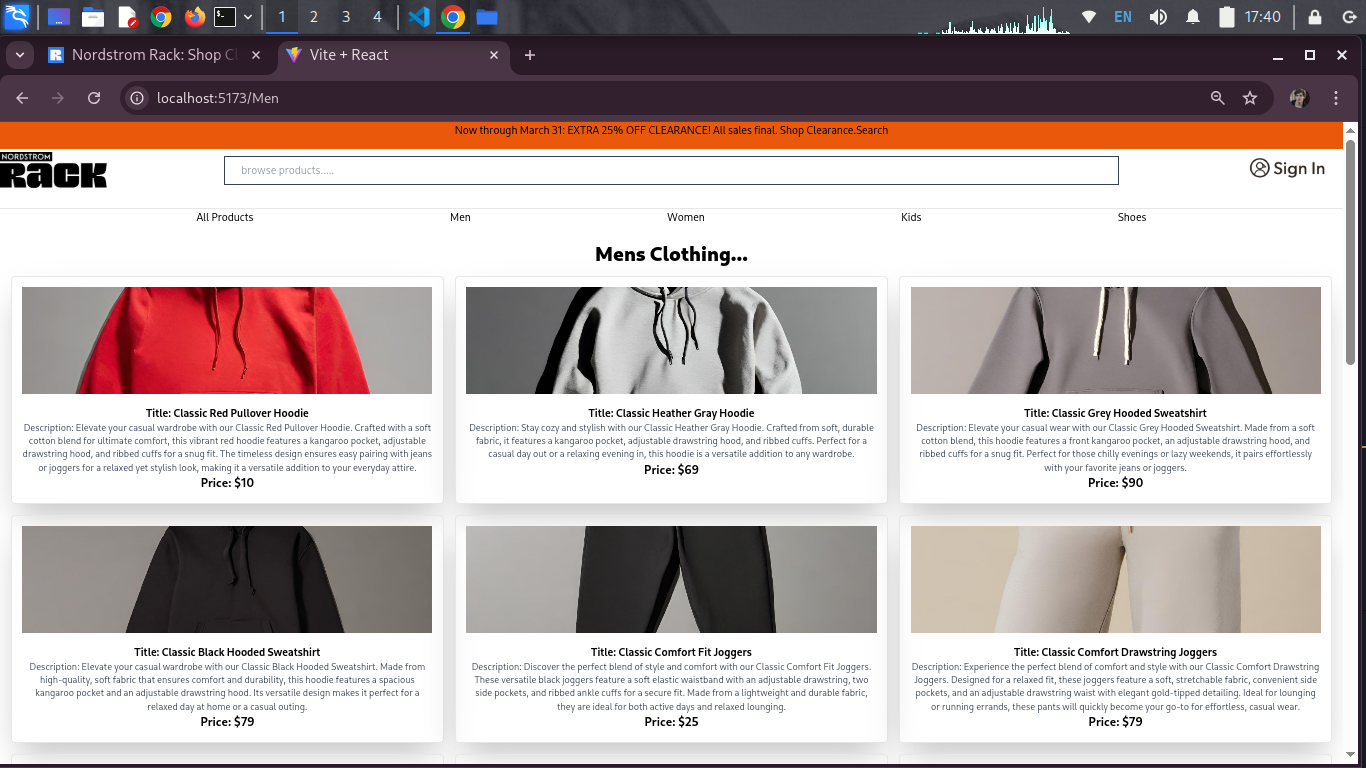 1 2 3 4 EN 17:40
Nordstrom Rack: Shop Cl Vite + React
localhost:5173/Men
Now through March 31: EXTRA 25% OFF CLEARANCE! All sales final. Shop Clearance.Search
NORDSTROM
RACK
browse products.....
Sign In
All Products Men Women Kids Shoes
Mens Clothing...
Title: Classic Red Pullover Hoodie
Description: Elevate your casual wardrobe with our Classic Red Pullover Hoodie. Crafted with a soft
cotton blend for ultimate comfort, this vibrant red hoodie features a kangaroo pocket, adjustable
drawstring hood, and ribbed cuffs for a snug fit. The timeless design ensures easy pairing with jeans
or joggers for a relaxed yet stylish look, making it a versatile addition to your everyday attire.
Price: $10
Title: Classic Heather Gray Hoodie
Description: Stay cozy and stylish with our Classic Heather Gray Hoodie. Crafted from soft, durable
fabric, it features a kangaroo pocket, adjustable drawstring hood, and ribbed cuffs. Perfect for a
casual day out or a relaxing evening in, this hoodie is a versatile addition to any wardrobe.
Price: $69
Title: Classic Grey Hooded Sweatshirt
Description: Elevate your casual wear with our Classic Grey Hooded Sweatshirt. Made from a soft
cotton blend, this hoodie features a front kangaroo pocket, an adjustable drawstring hood, and
ribbed cuffs for a snug fit. Perfect for those chilly evenings or lazy weekends, it pairs effortlessly
with your favorite jeans or joggers.
Price: $90
Title: Classic Black Hooded Sweatshirt
Description: Elevate your casual wardrobe with our Classic Black Hooded Sweatshirt. Made from
high-quality, soft fabric that ensures comfort and durability, this hoodie features a spacious
kangaroo pocket and an adjustable drawstring hood. Its versatile design makes it perfect for a
relaxed day at home or a casual outing.
Price: $79
Title: Classic Comfort Fit Joggers
Description: Discover the perfect blend of style and comfort with our Classic Comfort Fit Joggers.
These versatile black joggers feature a soft elastic waistband with an adjustable drawstring, two
side pockets, and ribbed ankle cuffs for a secure fit. Made from a lightweight and durable fabric,
they are ideal for both active days and relaxed lounging.
Price: $25
Title: Classic Comfort Drawstring Joggers
Description: Experience the perfect blend of comfort and style with our Classic Comfort Drawstring
Joggers. Designed for a relaxed fit, these joggers feature a soft, stretchable fabric, convenient side
pockets, and an adjustable drawstring waist with elegant gold-tipped detailing. Ideal for lounging
or running errands, these pants will quickly become your go-to for effortless, casual wear.
Price: $79